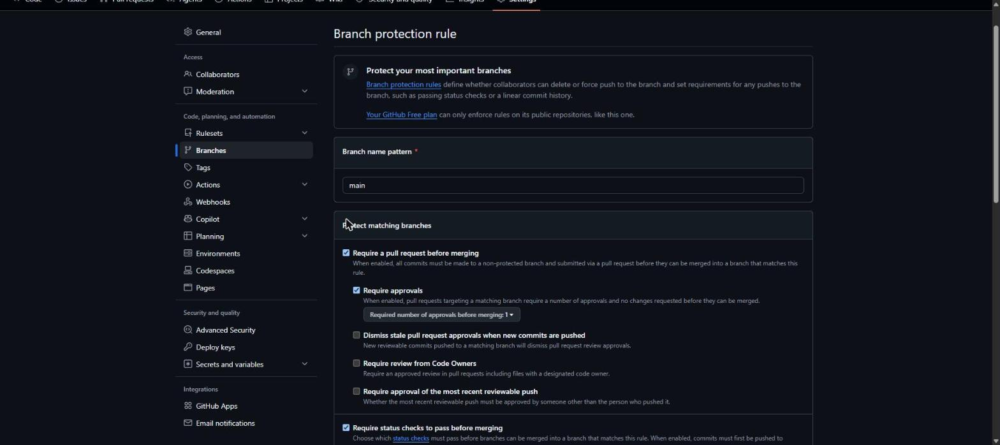 Code Issues Pull requests Agents Actions Projects Wiki Security and quality Insights Settings
General
Access
Collaborators
Moderation
Code, planning, and automation
Rulesets
Branches
Tags
Actions
Webhooks
Copilot
Planning
Environments
Codespaces
Pages
Security and quality
Advanced Security
Deploy keys
Secrets and variables
Integrations
GitHub Apps
Email notifications
Branch protection rule
Protect your most important branches
Branch protection rules define whether collaborators can delete or force push to the branch and set requirements for any pushes to the
branch, such as passing status checks or a linear commit history.
Your GitHub Free plan can only enforce rules on its public repositories, like this one.
Branch name pattern *
main
Protect matching branches
Require a pull request before merging
When enabled, all commits must be made to a non-protected branch and submitted via a pull request before they can be merged into a branch that matches this
rule.
Require approvals
When enabled, pull requests targeting a matching branch require a number of approvals and no changes requested before they can be merged.
Required number of approvals before merging: 1
Dismiss stale pull request approvals when new commits are pushed
New reviewable commits pushed to a matching branch will dismiss pull request review approvals.
Require review from Code Owners
Require an approved review in pull requests including files with a designated code owner.
Require approval of the most recent reviewable push
Whether the most recent reviewable push must be approved by someone other than the person who pushed it.
Require status checks to pass before merging
Choose which status checks must pass before branches can be merged into a branch that matches this rule. When enabled, commits must first be pushed to